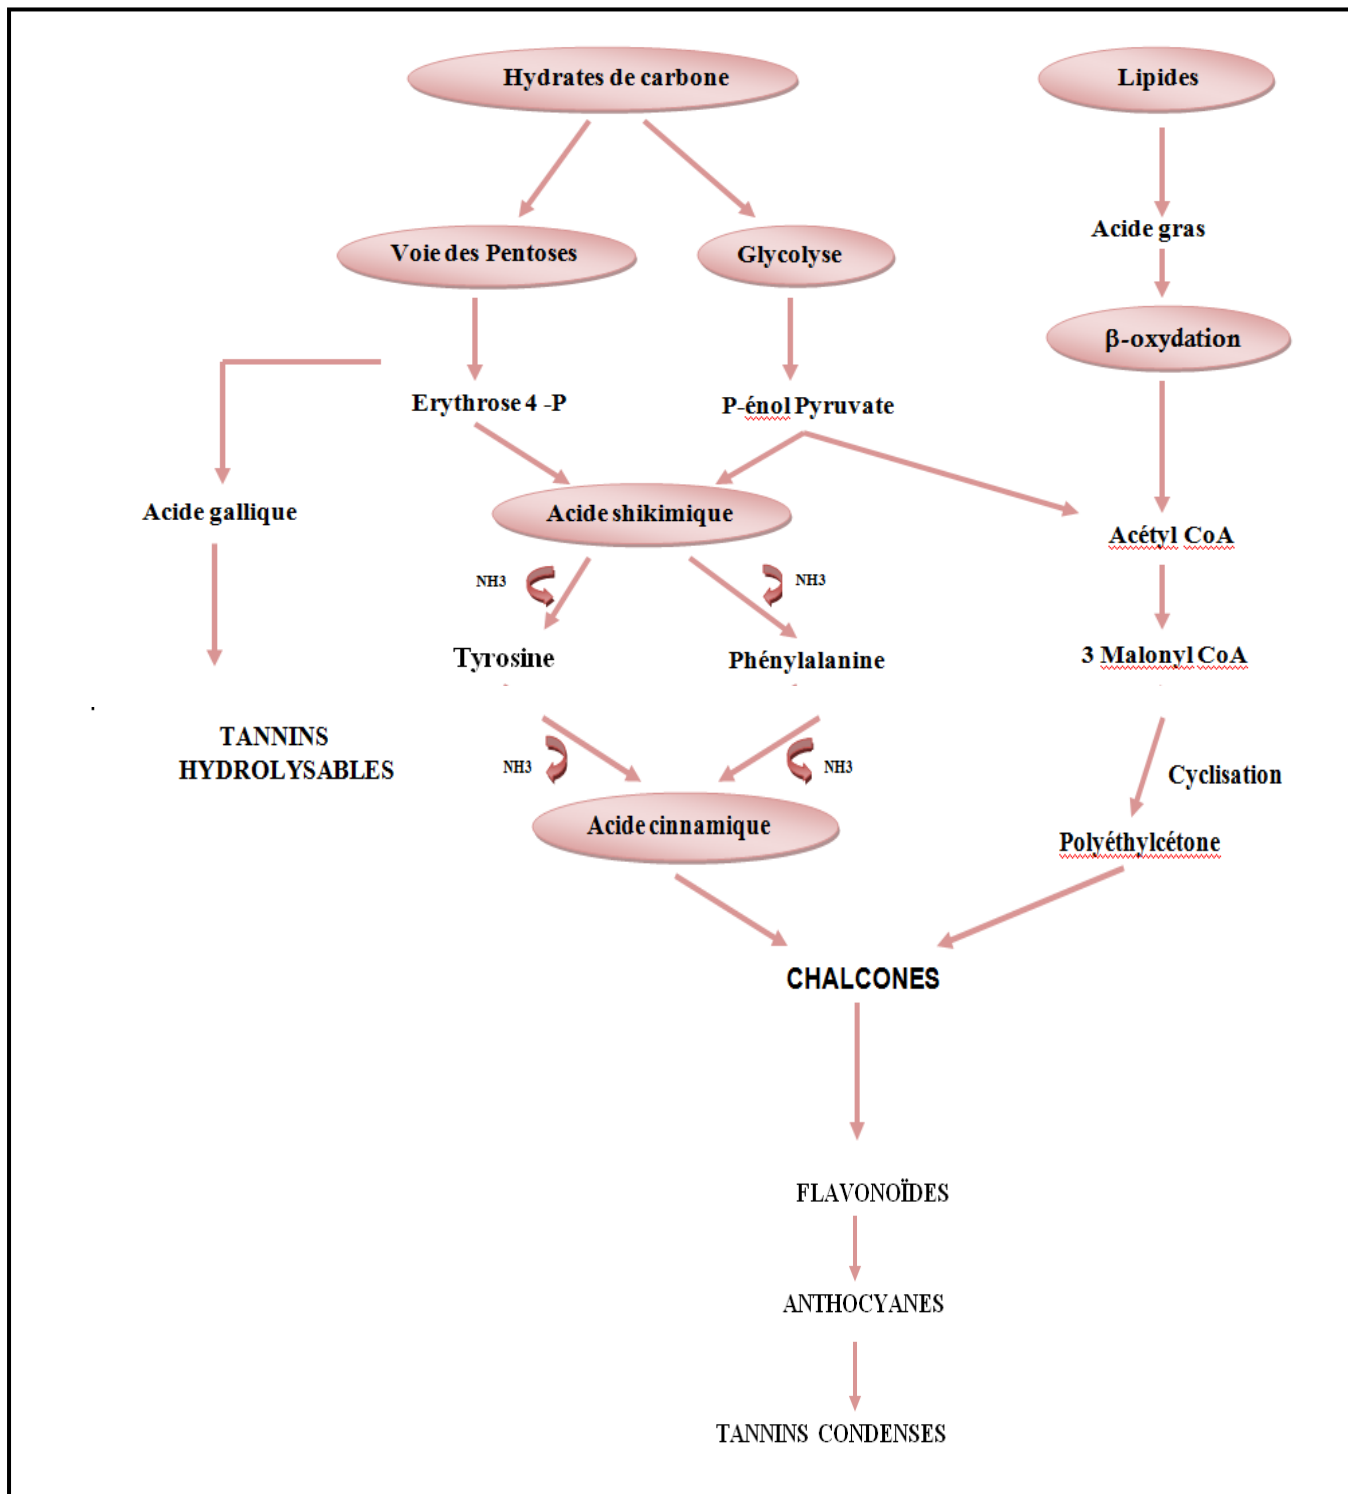 Hydrates de carbone
Lipides
Acide gras
Voie des Pentoses
Glycolyse
β-oxydation
Erythrose 4 -P
P-énol Pyruvate
Acide gallique
Acide shikimique
Acétyl CoA
NH3
NH3
Tyrosine
Phénylalanine
3 Malonyl CoA
TANNINS
HYDROLYSABLES
NH3
NH3
Cyclisation
Acide cinnamique
Polyéthylcétone
CHALCONES
FLAVONOÏDES
ANTHOCYANES
TANNINS CONDENSES